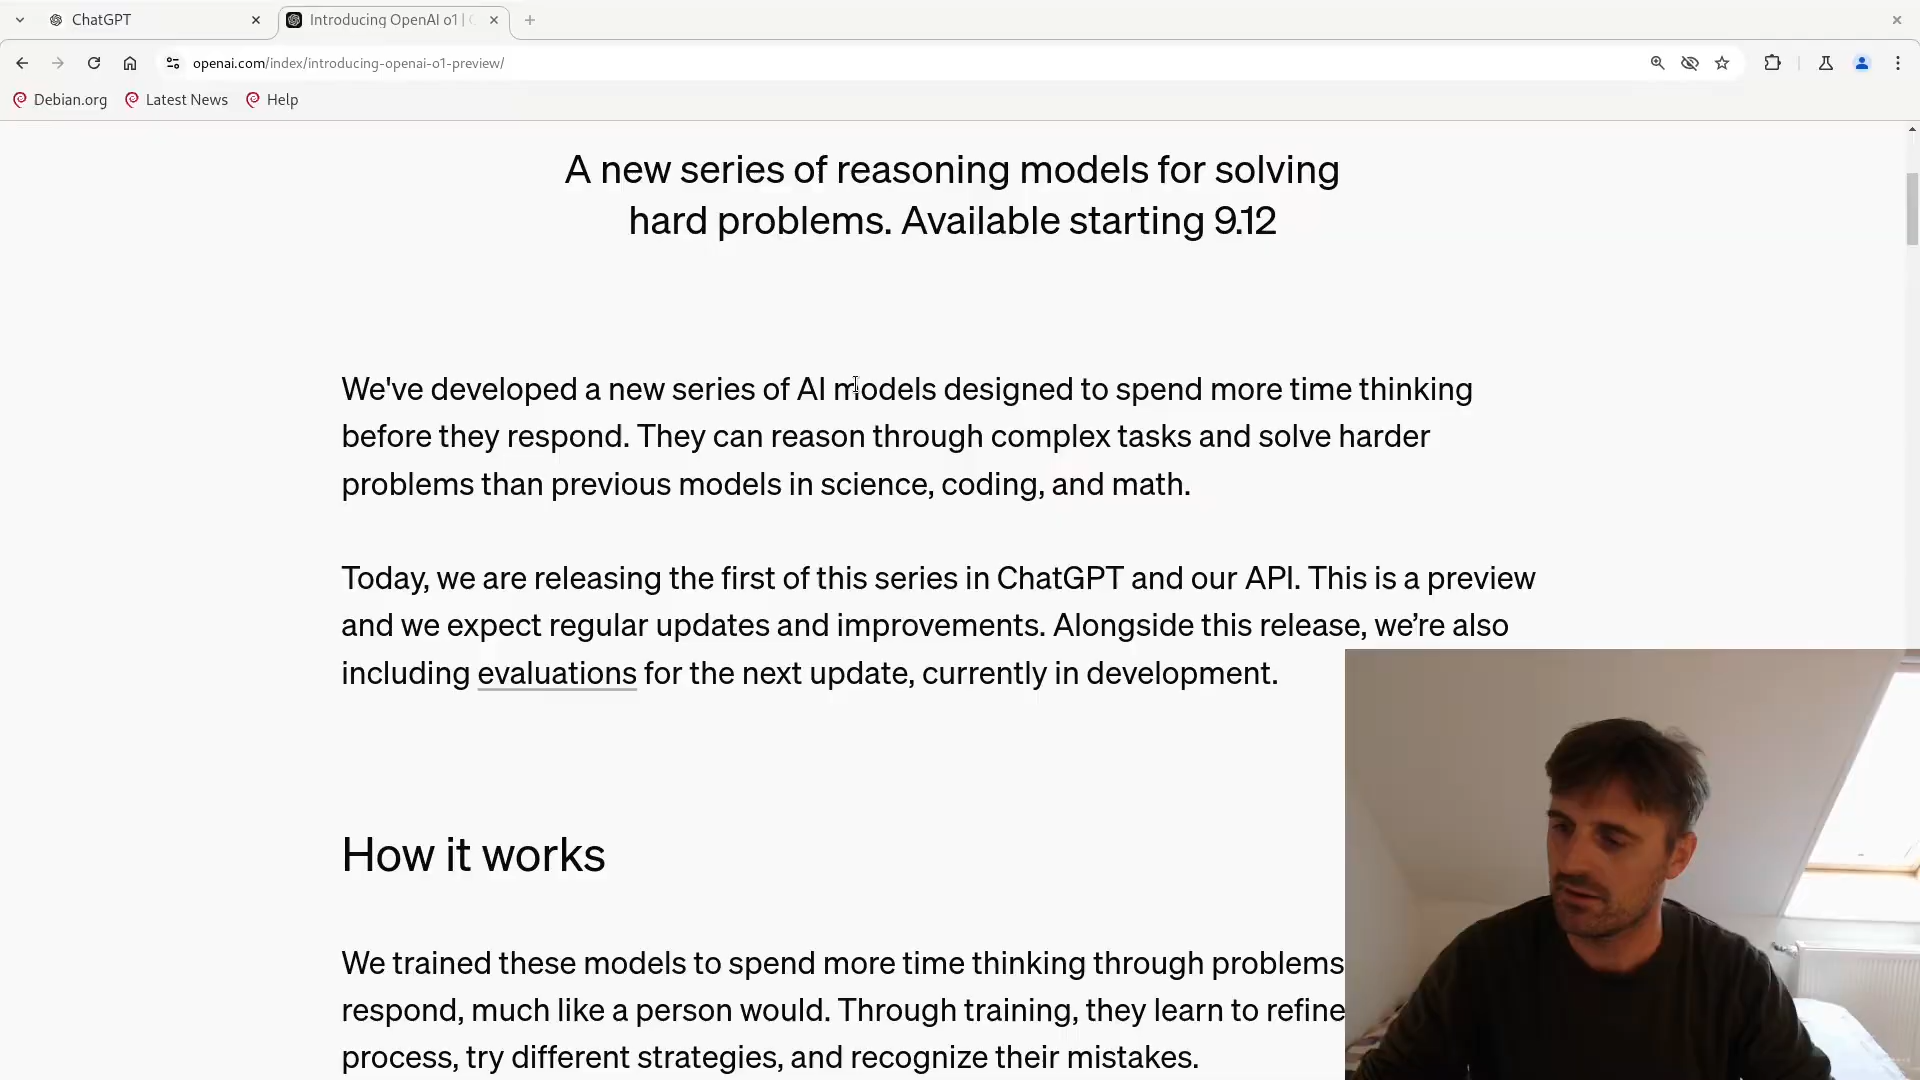 ChatGPT
Introducing OpenAI o1 |
openai.com/index/introducing-openai-o1-preview/
Debian.org
Latest News
Help
A new series of reasoning models for solving
hard problems. Available starting 9.12
We've developed a new series of AI models designed to spend more time thinking
before they respond. They can reason through complex tasks and solve harder
problems than previous models in science, coding, and math.
Today, we are releasing the first of this series in ChatGPT and our API. This is a preview
and we expect regular updates and improvements. Alongside this release, we’re also
including evaluations for the next update, currently in development.
How it works
We trained these models to spend more time thinking through problems
respond, much like a person would. Through training, they learn to refine
process, try different strategies, and recognize their mistakes.